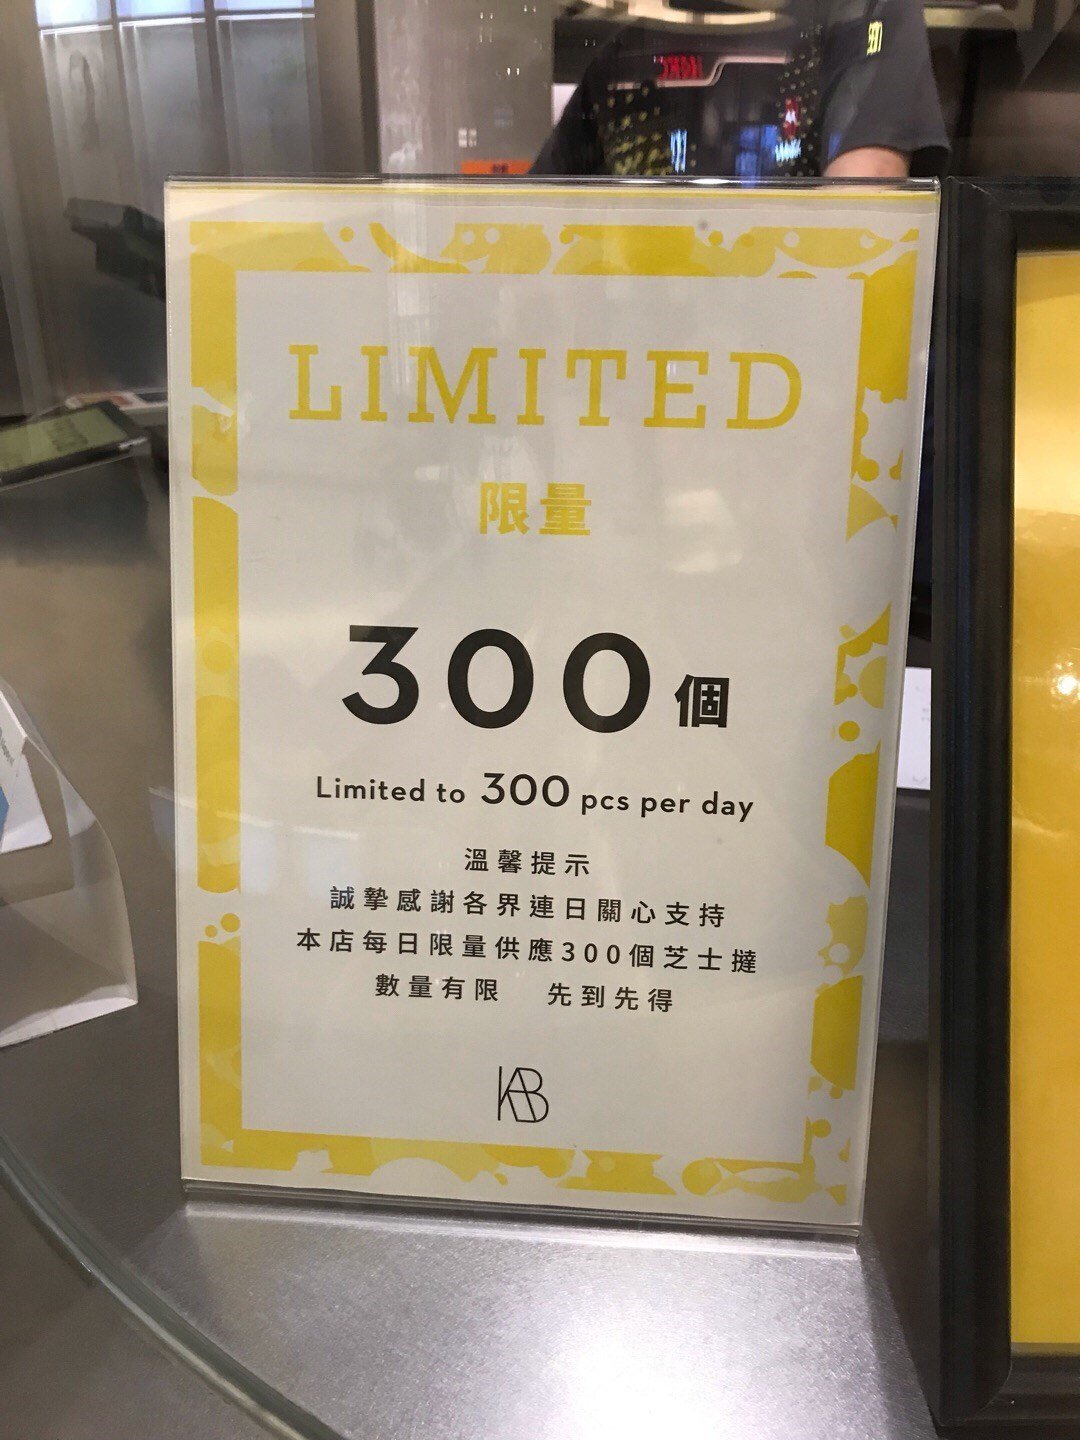 LIMITED
限量
300個
Limited to 300 pcs per day
溫馨提示
誠摯感謝各界連日關心支持
本店每日限量供應300個芝士撻
數量有限 先到先得
KAB